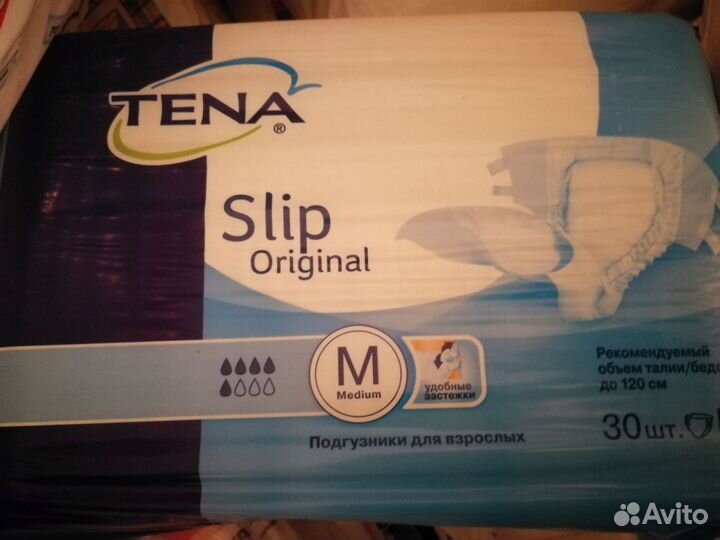 TENA®
Slip
Original
M
Medium
удобные
застежки
Рекомендуемый
объем талии/бедер
до 120 см
30 шт.
Подгузники для взрослых
Avito